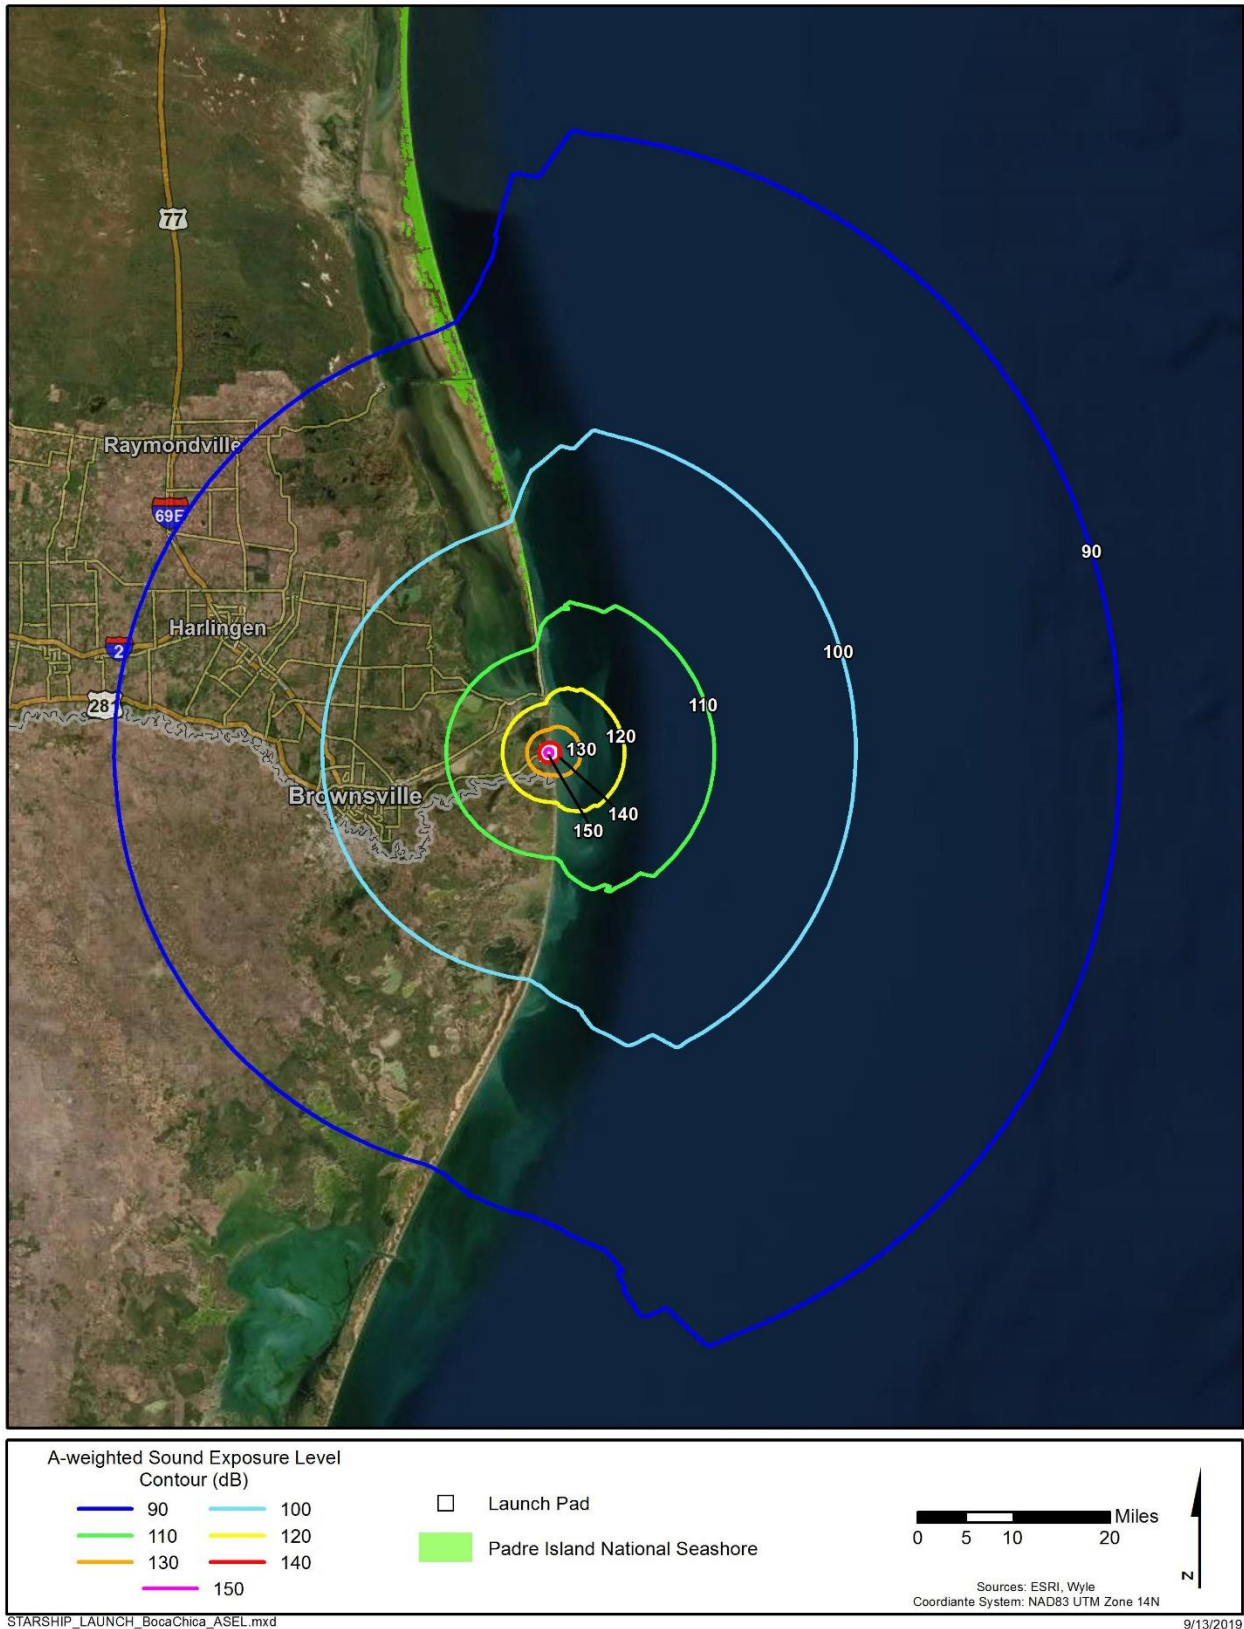 77
Raymondville
69E
90
Harlingen
2
100
281
110
120
130
Brownsville
140
150
A-weighted Sound Exposure Level
Contour (dB)
90 100
110 120
130 140
150
Launch Pad
Padre Island National Seashore
Miles
0 5 10 20
N
Sources: ESRI, Wyle
Coordiante System: NAD83 UTM Zone 14N
STARSHIP_LAUNCH_BocaChica_ASEL.mxd
9/13/2019